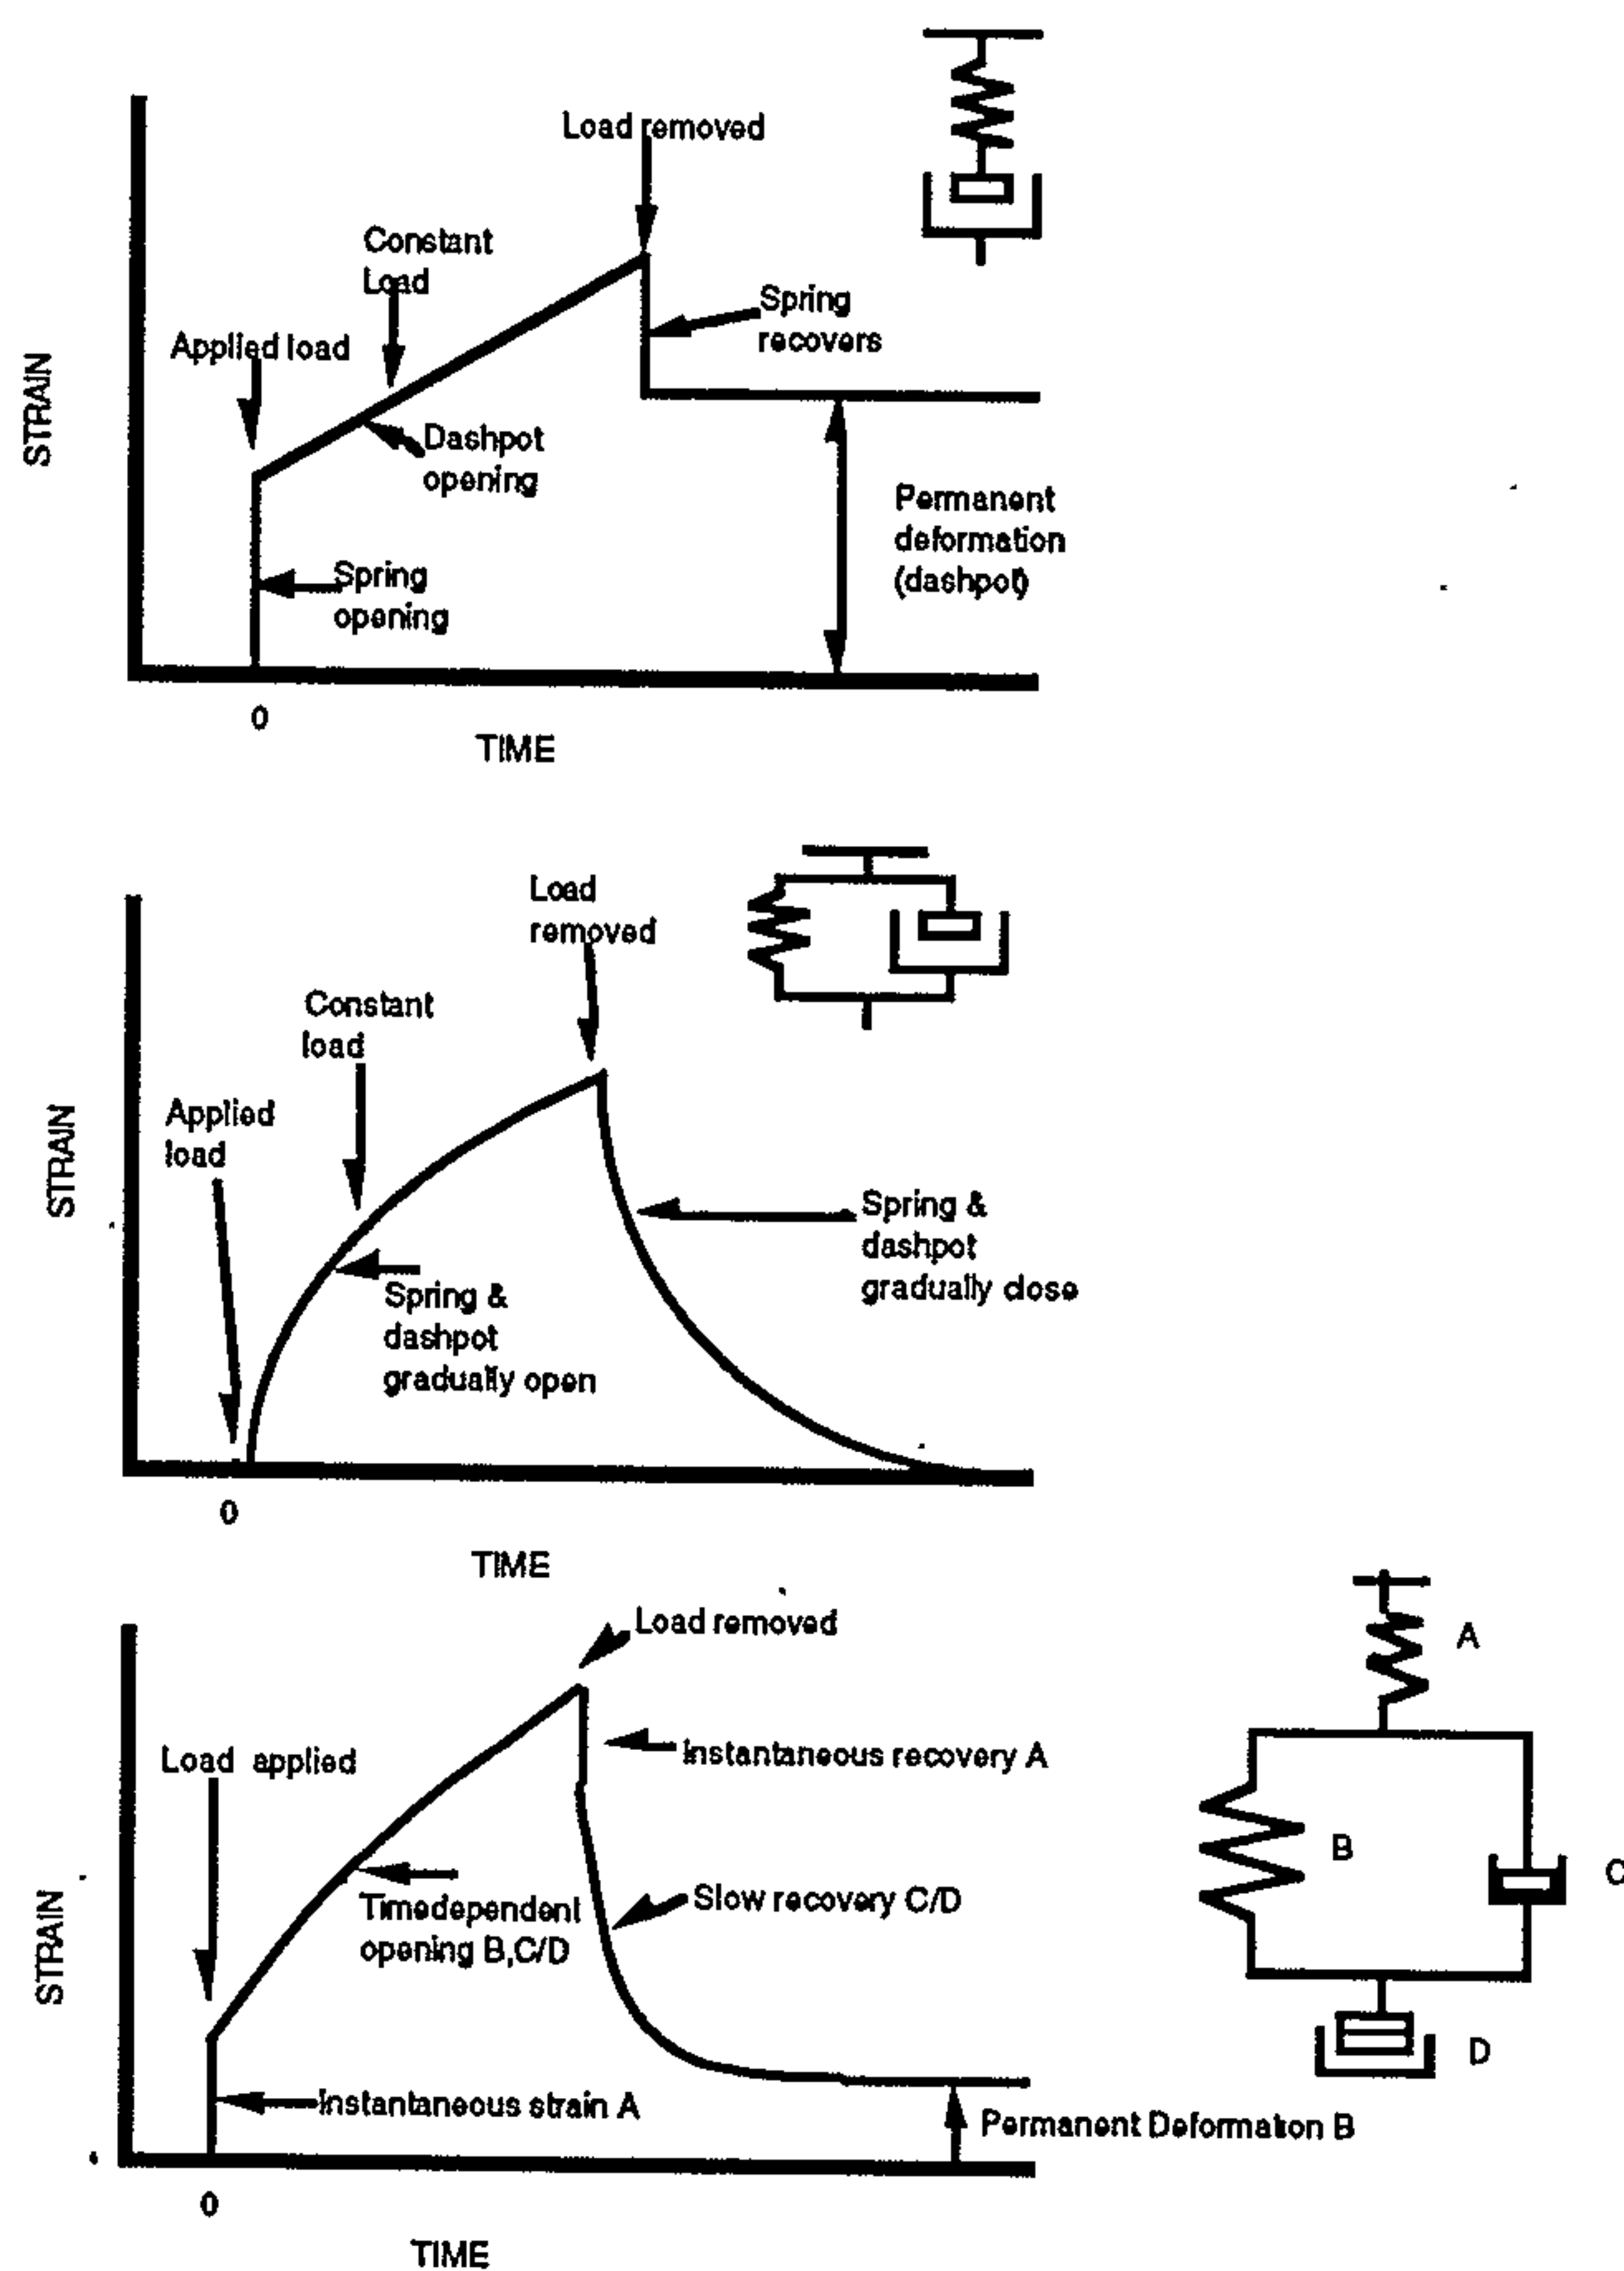 Load removed
Constant
Load
Spring
recovers
Applied load
STRAIN
Dashpot
opening
Permanent
deformation
(dashpot)
Spring
opening
0
TIME
Load
removed
Constant
load
Applied
load
STRAIN
Spring &
dashpot
gradually close
Spring &
dashpot
gradually open
0
TIME
Load removed
A
Load applied
Instantaneous recovery A
B
C
Slow recovery C/D
Timedependent
opening B,C/D
STRAIN
D
Instantaneous strain A
Permanent Deformation B
0
TIME